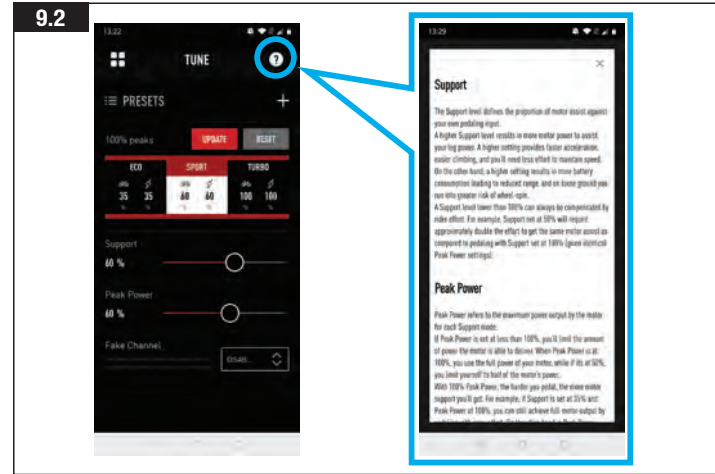 9.2
13:22
TUNE
?
PRESETS
+
100% peaks
UPDATE
RESET
ECO SPORT TURBO
35 35 60 60 100 100
% % % % % %
Support
60 %
Peak Power
60 %
Fake Channel
0548...
13:29
×
Support
The Support level defines the proportion of motor assist against
your own pedaling input.
A higher Support level results in more motor power to assist
your leg power. A higher setting provides faster acceleration,
easier climbing, and you'll need less effort to maintain speed.
On the other hand, a higher setting results in more battery
consumption leading to reduced range, and on loose ground you
run into greater risk of wheel-spin.
A Support level lower than 100% can always be compensated by
rider effort. For example, Support set at 50% will require
approximately double the effort to get the same motor assist as
compared to pedaling with Support set at 100% (given identical
Peak Power settings).
Peak Power
Peak Power refers to the maximum power output by the motor
for each Support mode.
If Peak Power is set at less than 100%, you'll limit the amount
of power the motor is able to deliver. When Peak Power is at
100%, you use the full power of your motor, while if its at 50%,
you limit yourself to half of the motor's power.
With 100% Peak Power, the harder you pedal, the more motor
support you'll get. For example, if Support is set at 35% and
Peak Power at 100%, you can still achieve full motor output by